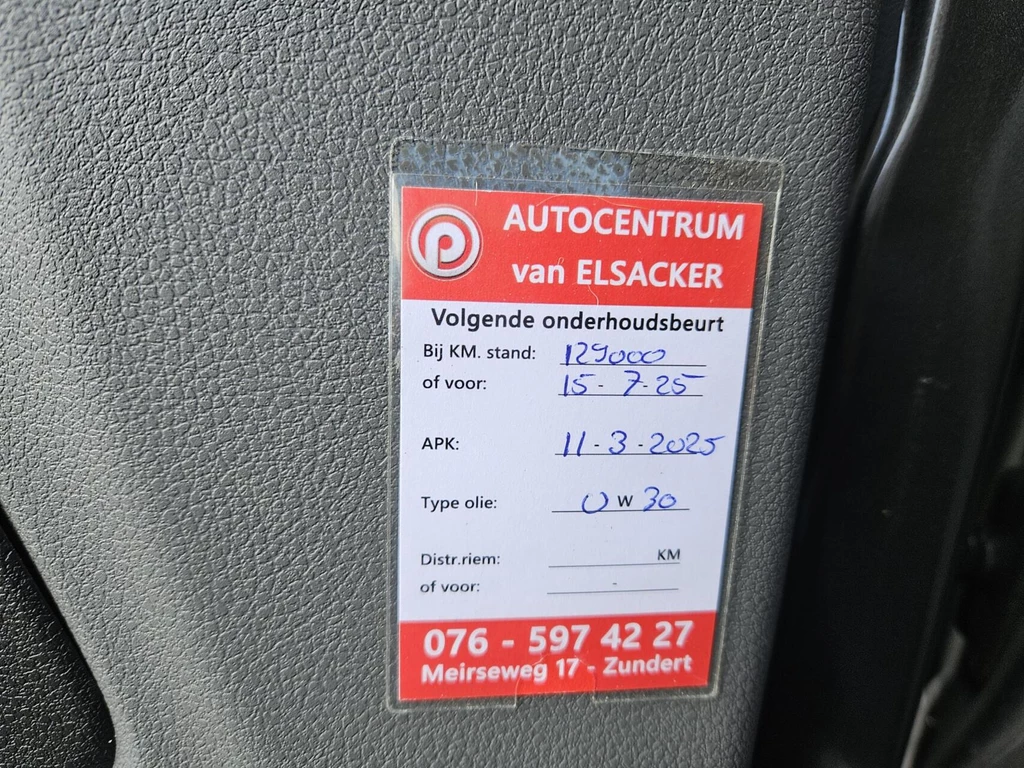 P
AUTOCENTRUM
van ELSACKER
Volgende onderhoudsbeurt
Bij KM. stand: 129000
of voor: 15-7-25
APK: 11-3-2025
Type olie: 0 W 30
Distr.riem: KM
of voor: -
076 - 597 42 27
Meirseweg 17 - Zundert